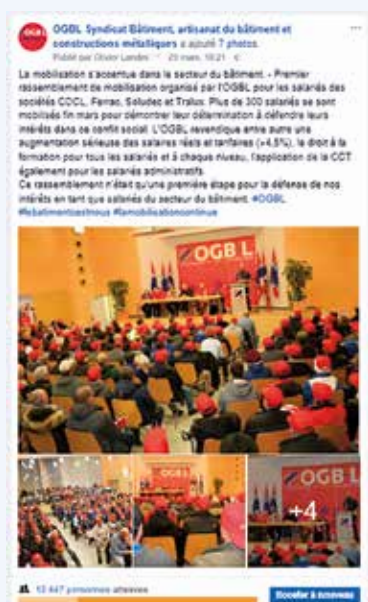 OGBL Syndicat Bâtiment, artisanat du bâtiment et
constructions métalliques a ajouté 7 photos.
Publié par Olivier Landini · 29 mars, 18:21
La mobilisation s'accentue dans le secteur du bâtiment. - Premier
rassemblement de mobilisation organisé par l'OGBL pour les salariés des
sociétés CDCL, Ferrac, Soludec et Tralux. Plus de 300 salariés se sont
mobilisés fin mars pour démontrer leur détermination à défendre leurs
intérêts dans ce conflit social. L'OGBL revendique entre autre une
augmentation sérieuse des salaires réels et tarifaires (>4,5%), le droit à la
formation pour tous les salariés et à chaque niveau, l'application de la CCT
également pour les salariés administratifs.
Ce rassemblement n'était qu'une première étape pour la défense de nos
intérêts en tant que salariés du secteur du bâtiment. #OGBL
#lebatimentcestnous #lamobilisationcontinue
OGBL
OGBL
+4
personnes atteintes
Booster à nouveau